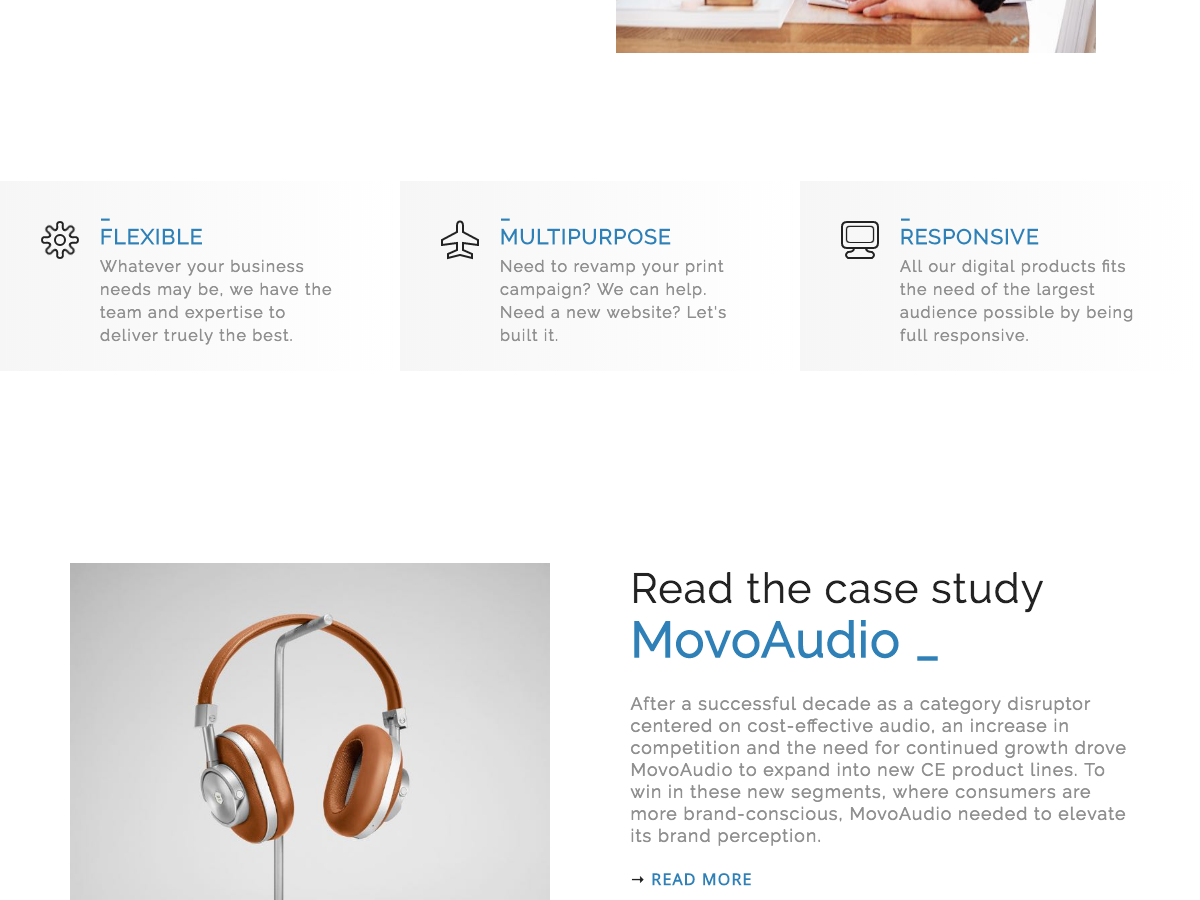 FLEXIBLE
Whatever your business
needs may be, we have the
team and expertise to
deliver truely the best.
MULTIPURPOSE
Need to revamp your print
campaign? We can help.
Need a new website? Let's
built it.
RESPONSIVE
All our digital products fits
the need of the largest
audience possible by being
full responsive.
Read the case study
MovoAudio _
After a successful decade as a category disruptor
centered on cost-effective audio, an increase in
competition and the need for continued growth drove
MovoAudio to expand into new CE product lines. To
win in these new segments, where consumers are
more brand-conscious, MovoAudio needed to elevate
its brand perception.
→ READ MORE